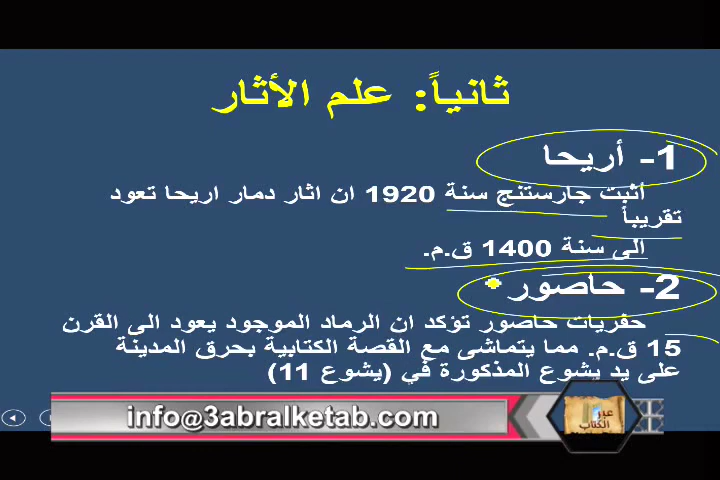 ثانياً: علم الأثار
1- أريحا
أثبت جارستنج سنة 1920 ان اثار دمار اريحا تعود
تقريباً
الى سنة 1400 ق.م.
2- حاصور
حفريات حاصور تؤكد ان الرماد الموجود يعود الى القرن
15 ق.م. مما يتماشى مع القصة الكتابية بحرق المدينة
على يد يشوع المذكورة في (يشوع 11)
info@3abralketab.com
عبر
الكتاب